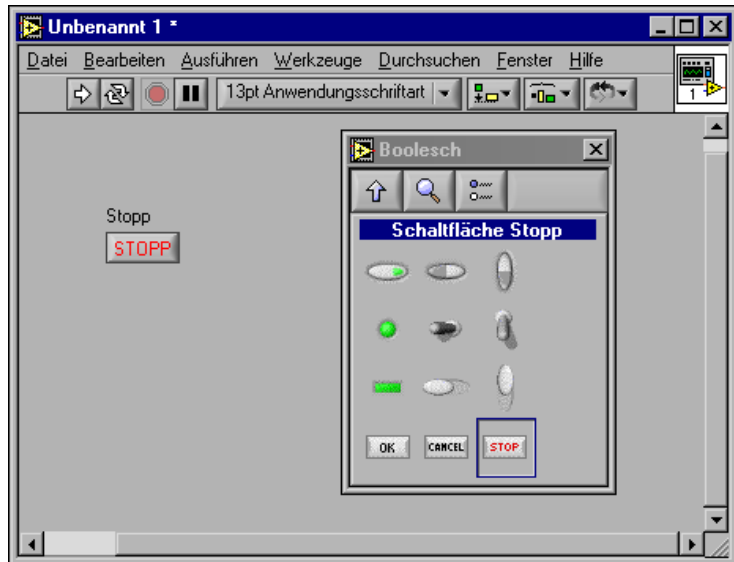 Unbenannt 1 *
Datei Bearbeiten Ausführen Werkzeuge Durchsuchen Fenster Hilfe
13pt Anwendungsschriftart
1
Boolesch
Schaltfläche Stopp
Stopp
STOPP
OK CANCEL STOP